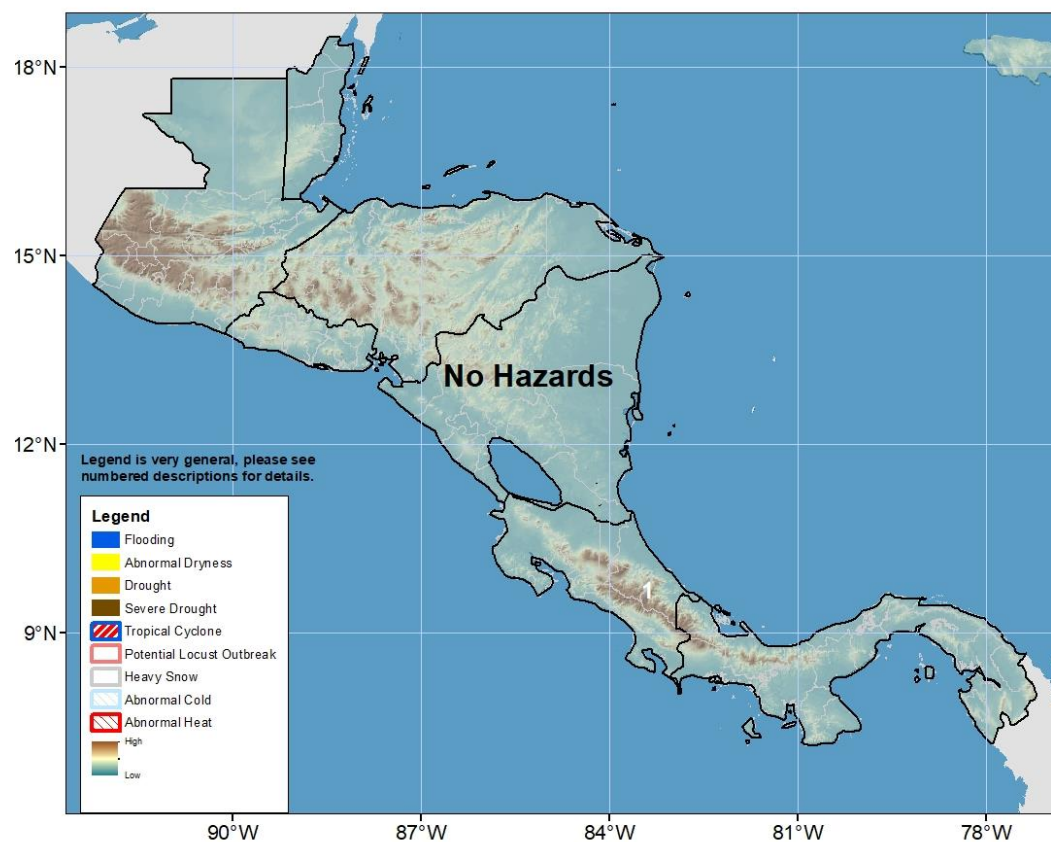 18°N
15°N
12°N
9°N
No Hazards
1
Legend is very general, please see
numbered descriptions for details.
Legend
Flooding
Abnormal Dryness
Drought
Severe Drought
Tropical Cyclone
Potential Locust Outbreak
Heavy Snow
Abnormal Cold
Abnormal Heat
High
Low
90°W
87°W
84°W
81°W
78°W